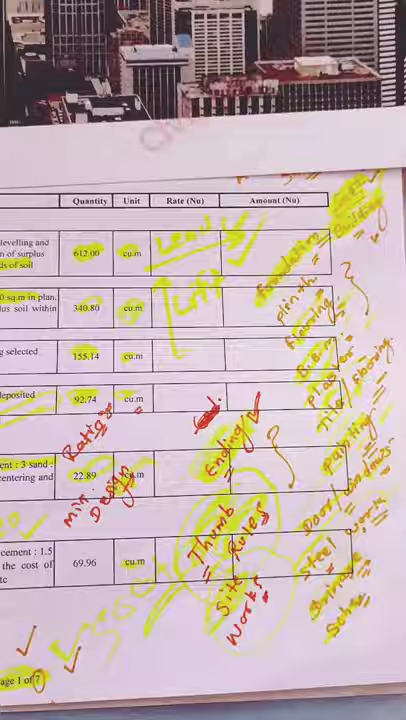 Quantity Unit Rate (Nu) Amount (Nu)
levelling and
n of surplus
ds of soil
612.00 cu.m
Lead
0 sq.m in plan,
lus soil within
340.80 cu.m
Lift
g selected
155.14 cu.m
deposited
92.74 cu.m
ent : 3 sand :
centering and
22.89 cu.m
cement : 1.5
the cost of
tc
69.96 cu.m
age 1 of 7
Ratio
min Design
Ending
Thumb
Rules
Site
Works
Building
Foundation
Plinth
Flooring
Plaster
Tile / flooring
Painting
Door / windows
Steel work